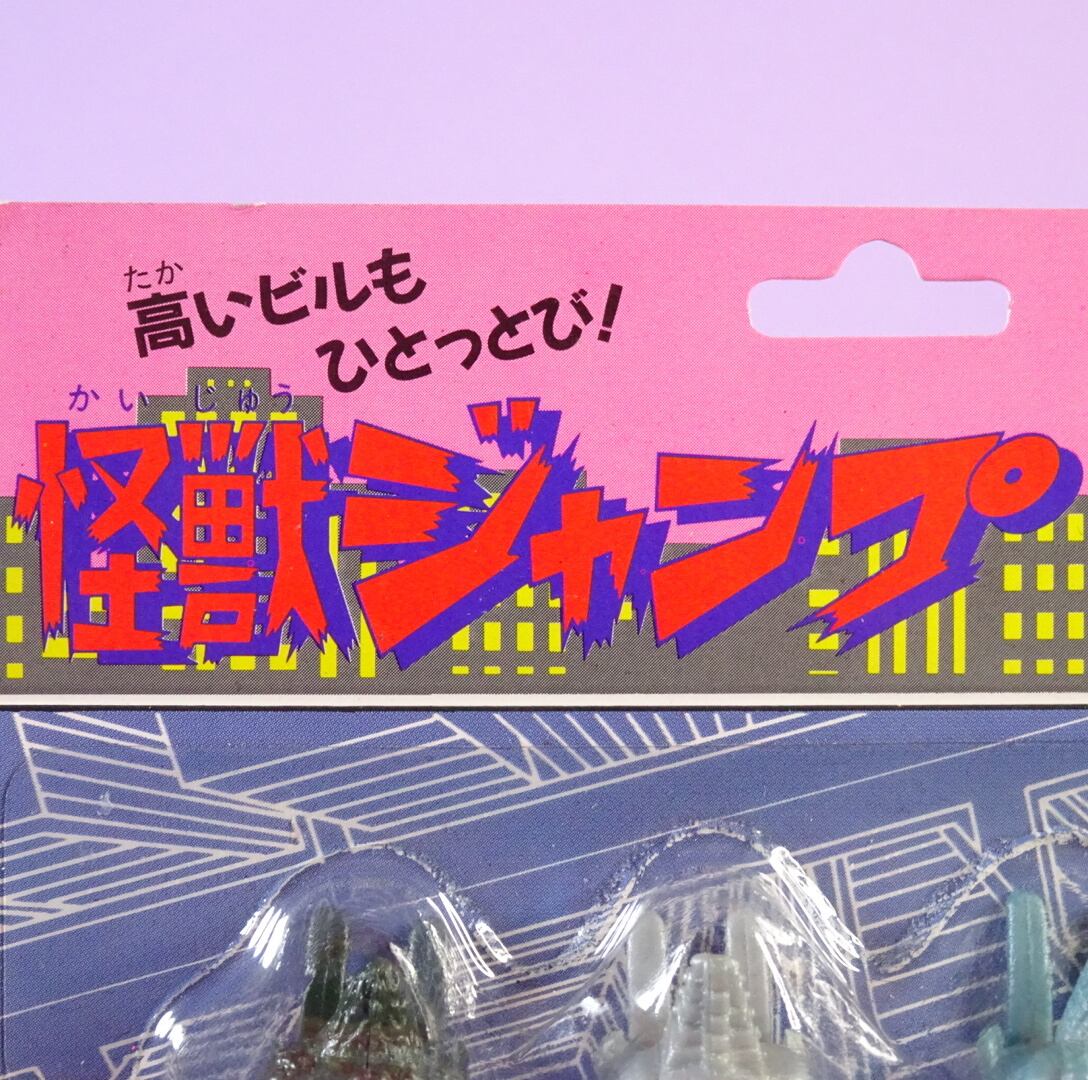 たか
高いビルも
ひとっとび!
かいじゅう
怪獣ジャンプ